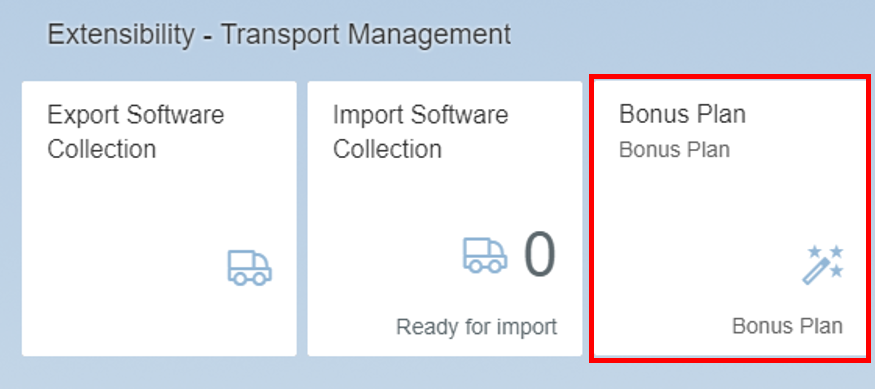 Extensibility - Transport Management
Export Software
Collection
Import Software
Collection
0
Ready for import
Bonus Plan
Bonus Plan
Bonus Plan